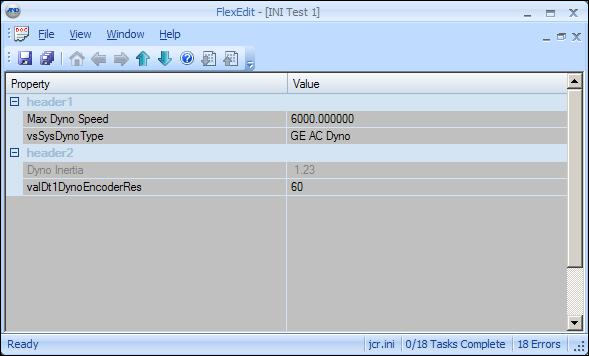 FlexEdit - [INI Test 1]
File View Window Help
Property Value
header1
Max Dyno Speed 6000.000000
vsSysDynoType GE AC Dyno
header2
Dyno Inertia 1.23
valDt1DynoEncoderRes 60
Ready jcr.ini 0/18 Tasks Complete 18 Errors